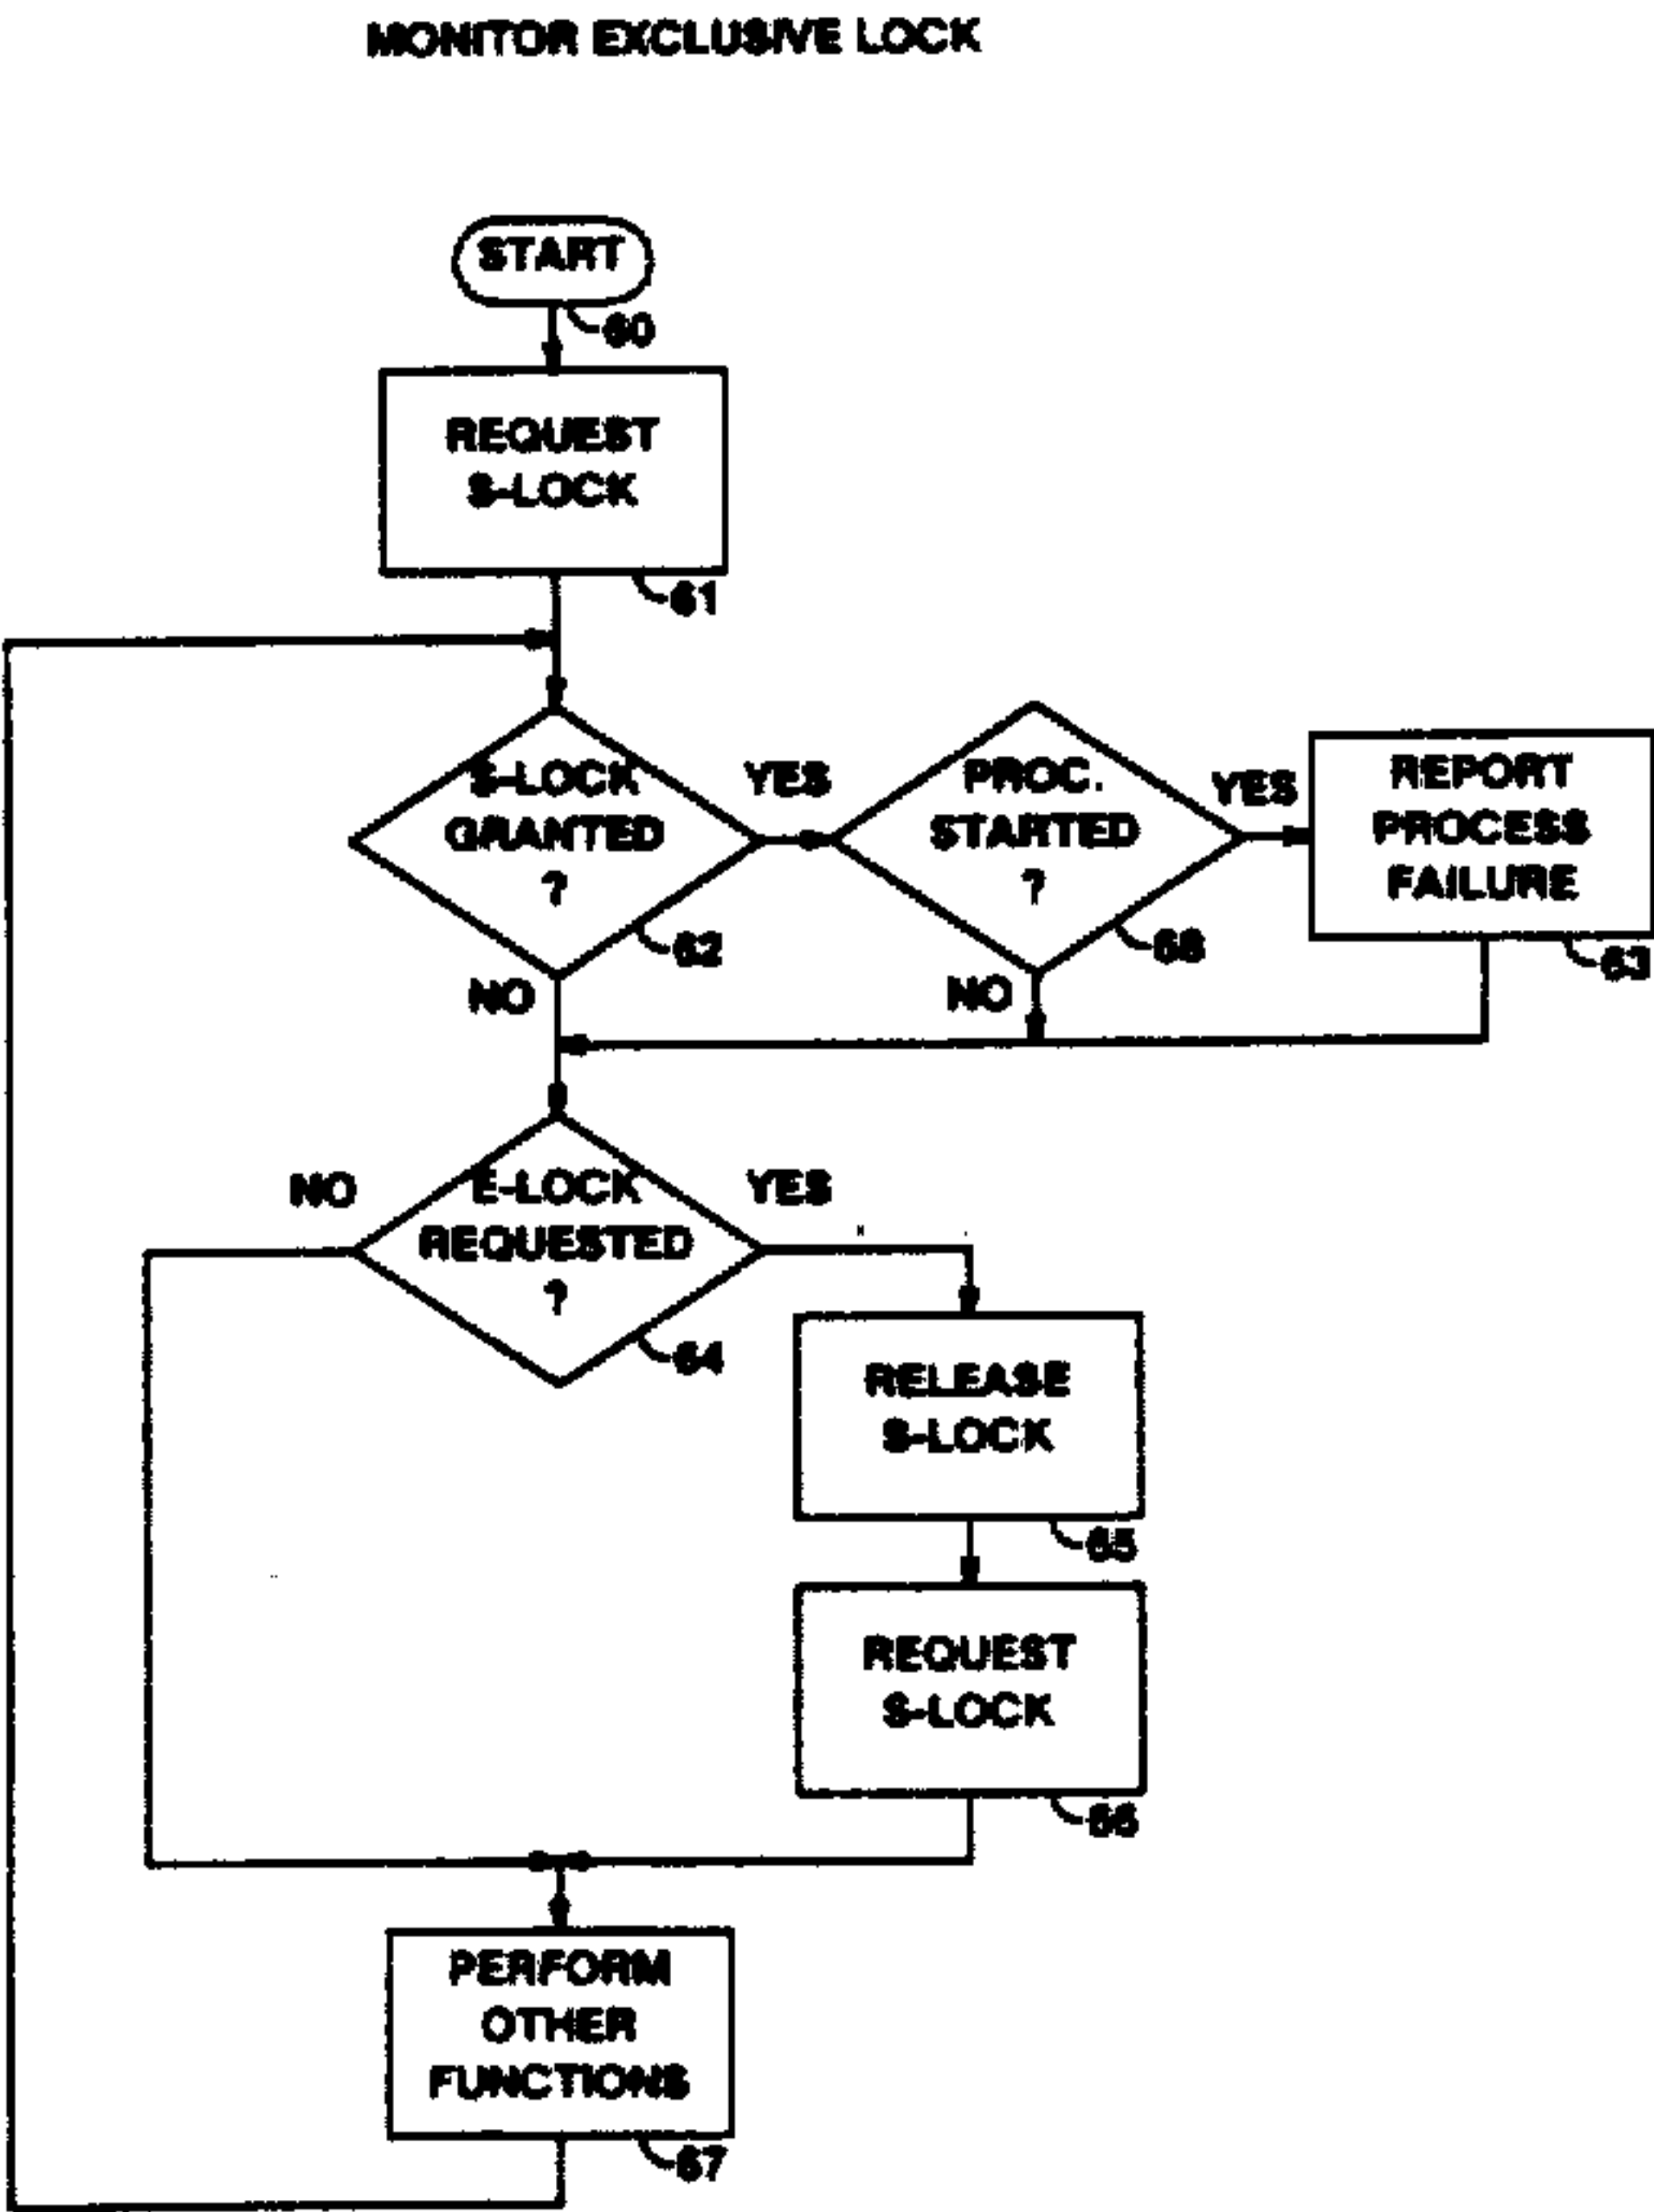 MONITOR EXCLUSIVE LOCK
START
60
REQUEST
S-LOCK
61
S-LOCK
GRANTED
?
62
YES
NO
PROC.
STARTED
?
68
YES
NO
REPORT
PROCESS
FAILURE
63
E-LOCK
REQUESTED
?
64
NO
YES
RELEASE
S-LOCK
65
REQUEST
S-LOCK
66
PERFORM
OTHER
FUNCTIONS
67